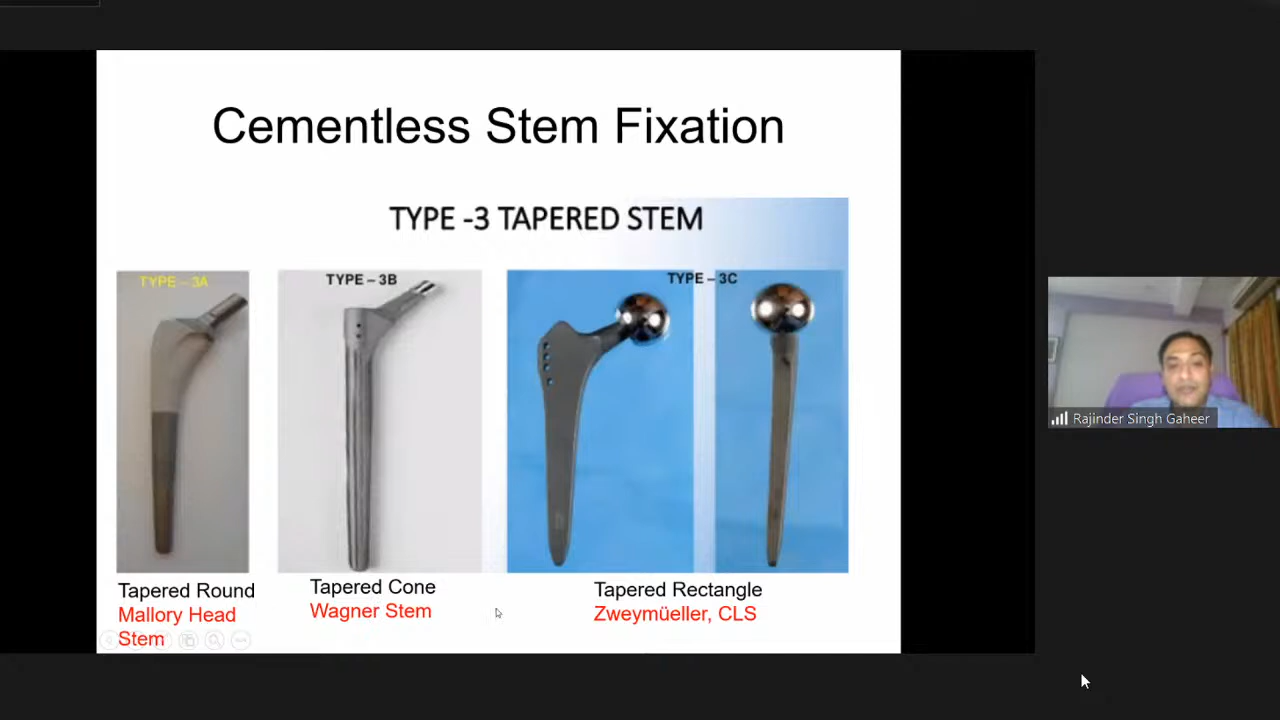 Cementless Stem Fixation
TYPE -3 TAPERED STEM
TYPE – 3A
TYPE – 3B
TYPE – 3C
Tapered Round
Mallory Head
Stem
Tapered Cone
Wagner Stem
Tapered Rectangle
Zweymüeller, CLS
Rajinder Singh Gaheer